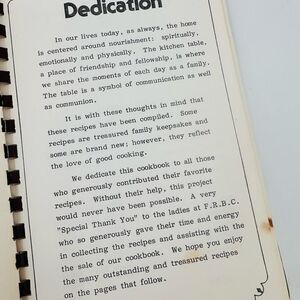 Dedication
In our lives today, as always, the home
is centered around nourishment: spiritually,
emotionally and physically. The kitchen table,
a place of friendship and fellowship, is where
we share the moments of each day as a family.
The table is a symbol of communication as well
as communion.
It is with these thoughts in mind that
these recipes have been compiled. Some
recipes are treasured family keepsakes and
some are brand new; however, they reflect
the love of good cooking.
We dedicate this cookbook to all those
who generously contributed their favorite
recipes. Without their help, this project
would never have been possible. A very
"Special Thank You" to the ladies at F.R.B.C.
who so generously gave their time and energy
in collecting the recipes and assisting with the
the sale of our cookbook. We hope you enjoy
the many outstanding and treasured recipes
on the pages that follow.